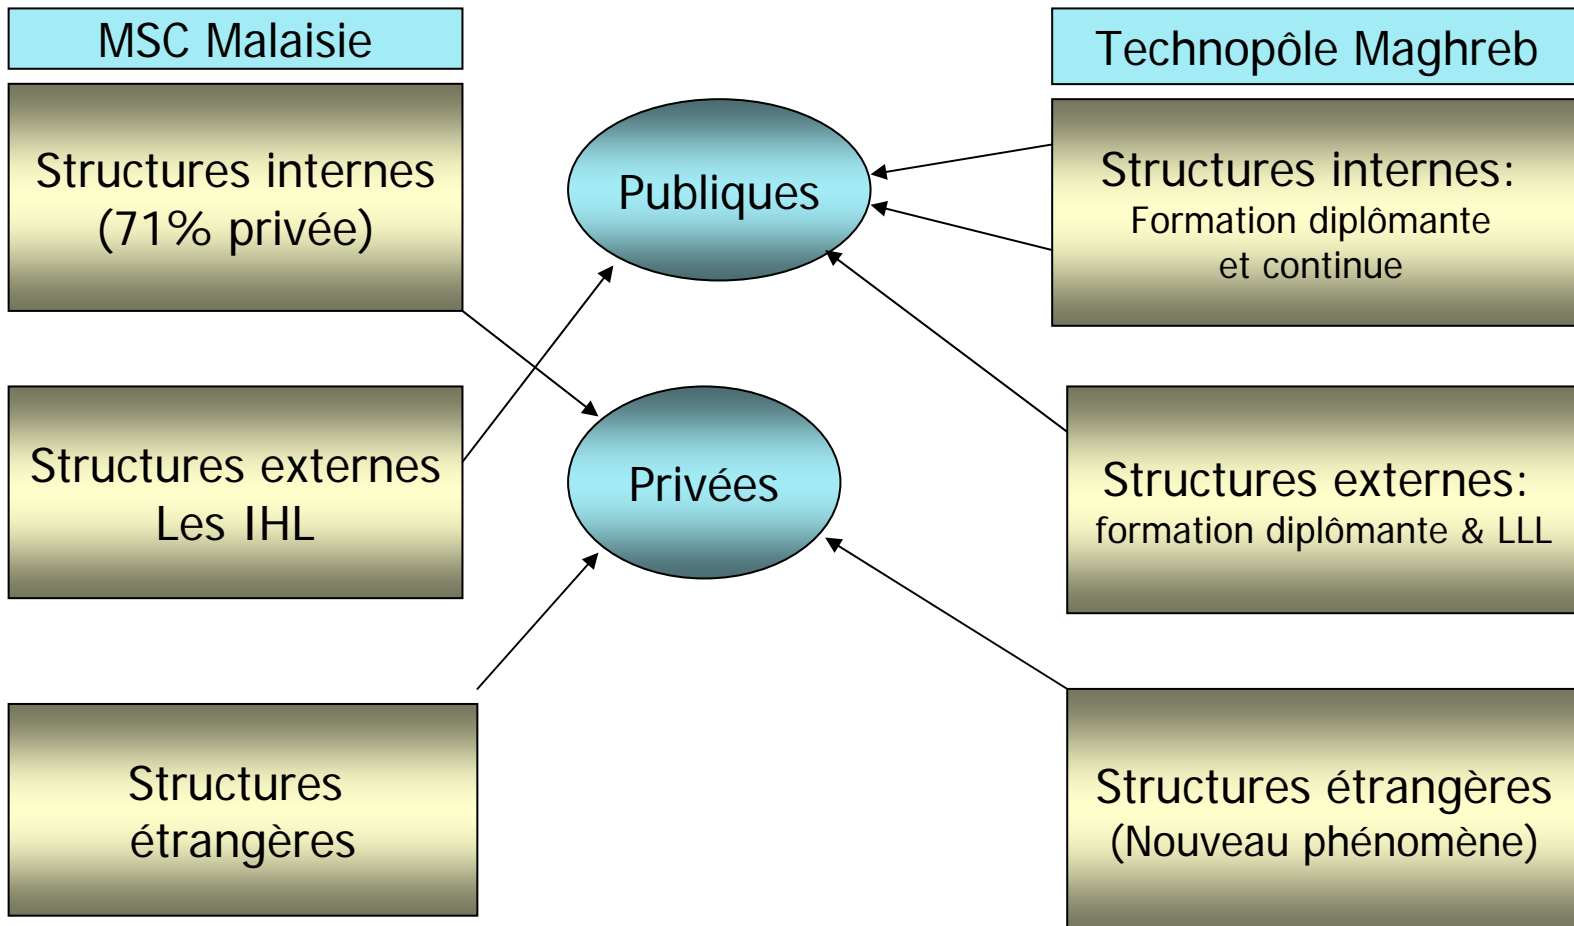 MSC Malaisie
Structures internes
(71% privée)
Structures externes
Les IHL
Structures
étrangères
Publiques
Privées
Technopôle Maghreb
Structures internes:
Formation diplômante
et continue
Structures externes:
formation diplômante & LLL
Structures étrangères
(Nouveau phénomène)